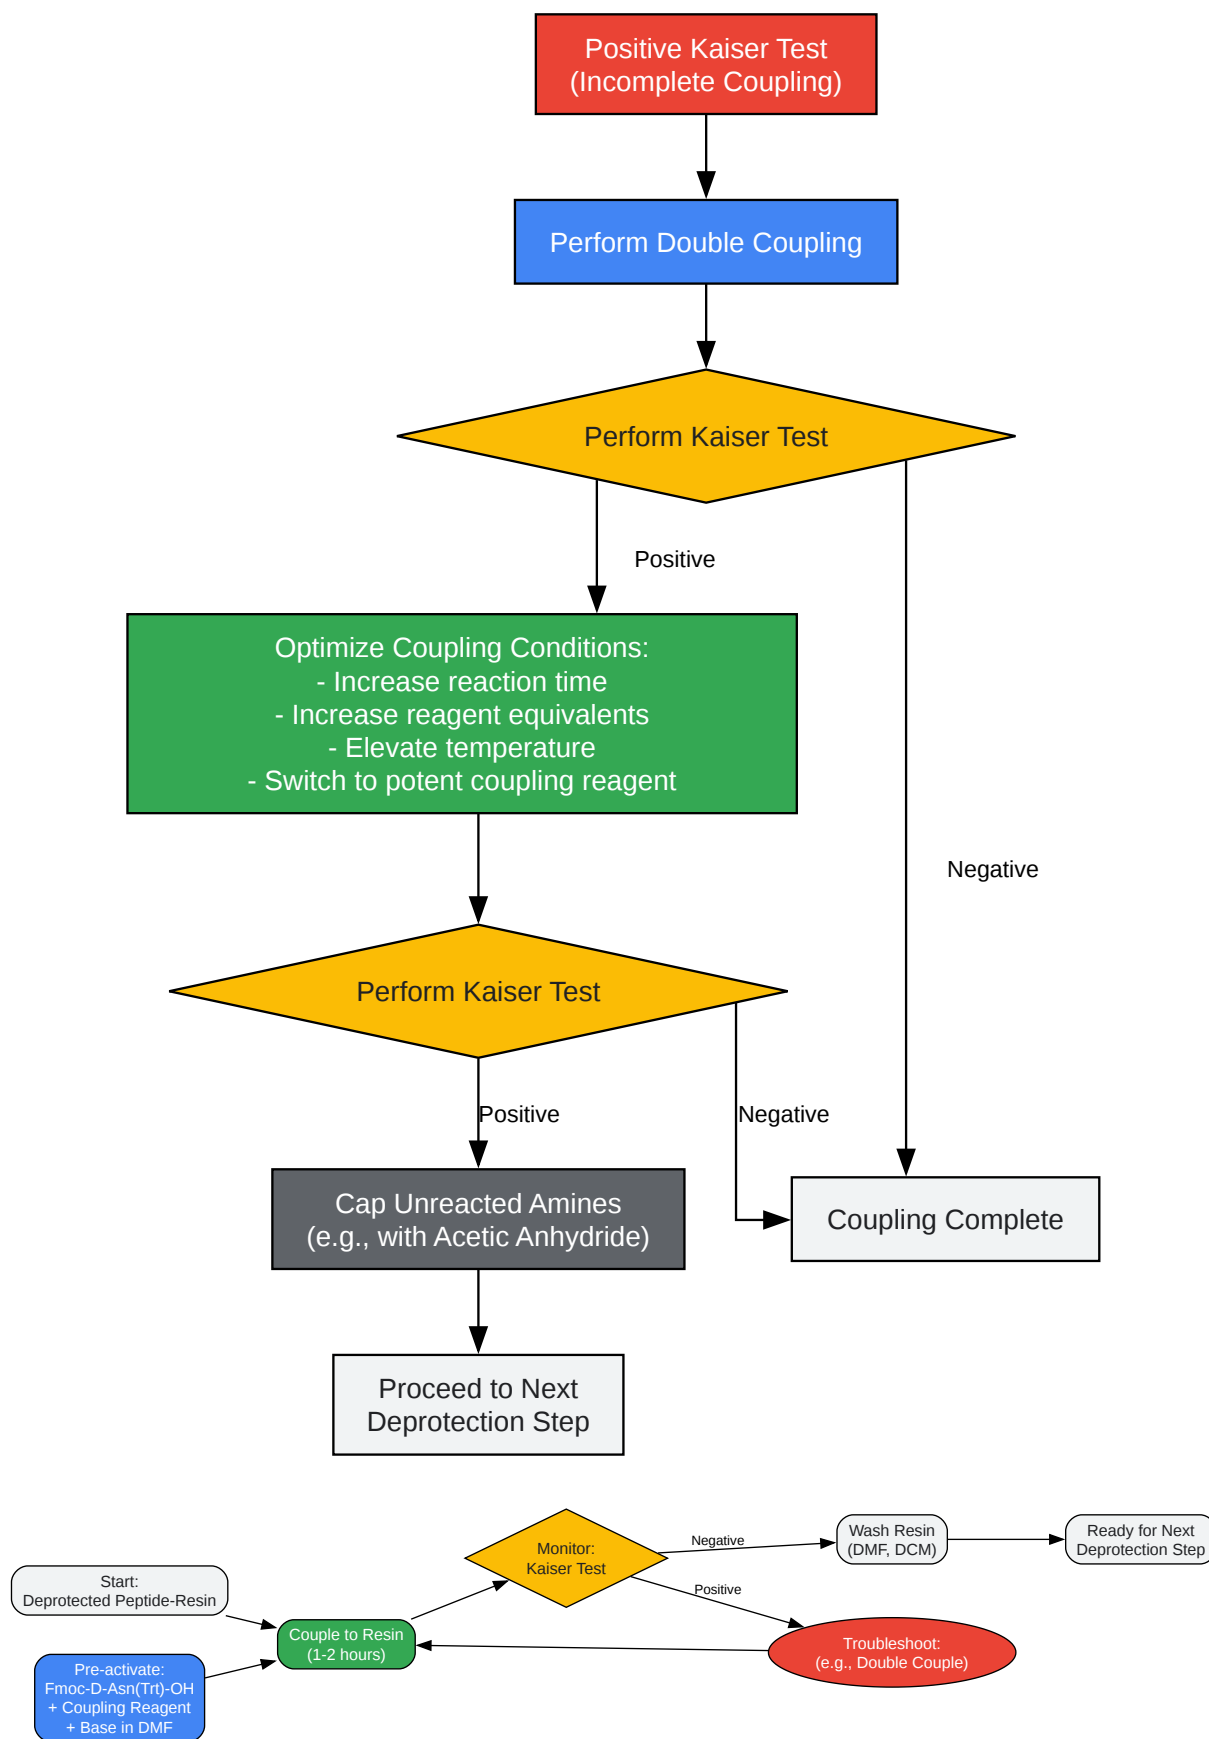 Positive Kaiser Test
(Incomplete Coupling)
Perform Double Coupling
Perform Kaiser Test
Positive
Negative
Optimize Coupling Conditions:
- Increase reaction time
- Increase reagent equivalents
- Elevate temperature
- Switch to potent coupling reagent
Perform Kaiser Test
Positive
Negative
Cap Unreacted Amines
(e.g., with Acetic Anhydride)
Coupling Complete
Proceed to Next
Deprotection Step
Start:
Deprotected Peptide-Resin
Pre-activate:
Fmoc-D-Asn(Trt)-OH
+ Coupling Reagent
+ Base in DMF
Couple to Resin
(1-2 hours)
Monitor:
Kaiser Test
Negative
Positive
Wash Resin
(DMF, DCM)
Ready for Next
Deprotection Step
Troubleshoot:
(e.g., Double Couple)